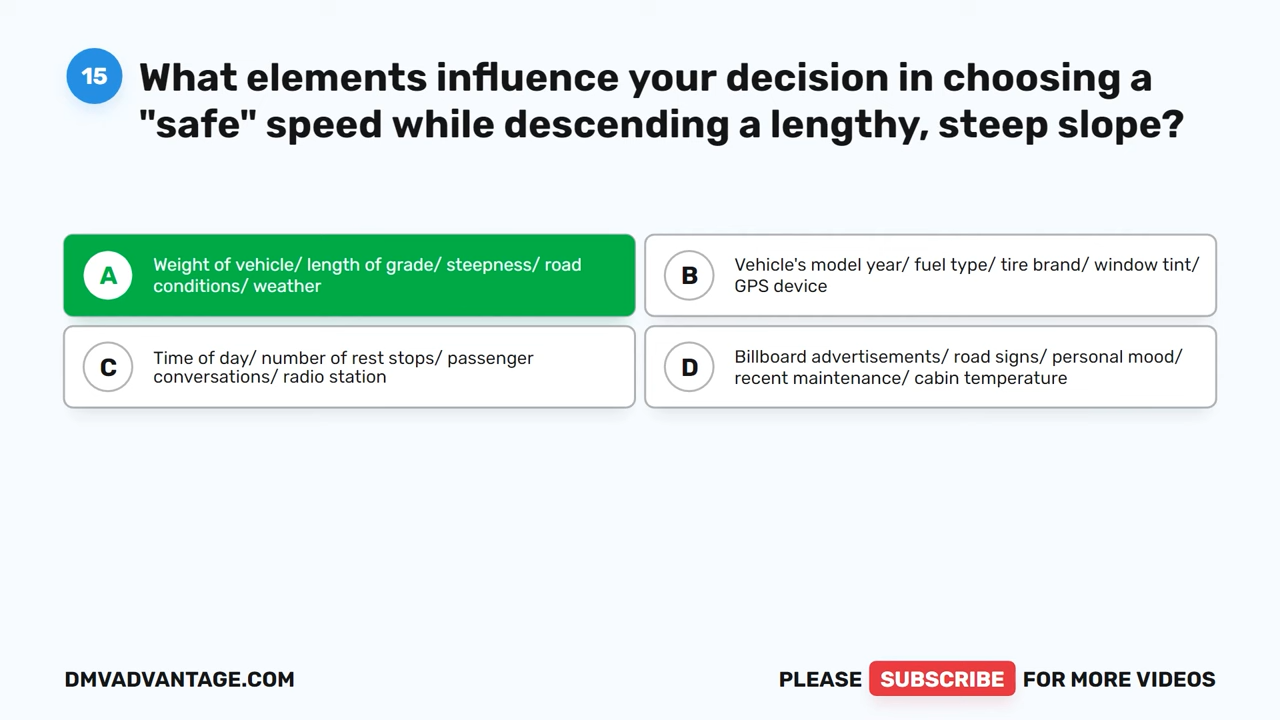 15
What elements influence your decision in choosing a
"safe" speed while descending a lengthy, steep slope?
A
Weight of vehicle/ length of grade/ steepness/ road
conditions/ weather
B
Vehicle's model year/ fuel type/ tire brand/ window tint/
GPS device
C
Time of day/ number of rest stops/ passenger
conversations/ radio station
D
Billboard advertisements/ road signs/ personal mood/
recent maintenance/ cabin temperature
DMVADVANTAGE.COM
PLEASE SUBSCRIBE FOR MORE VIDEOS